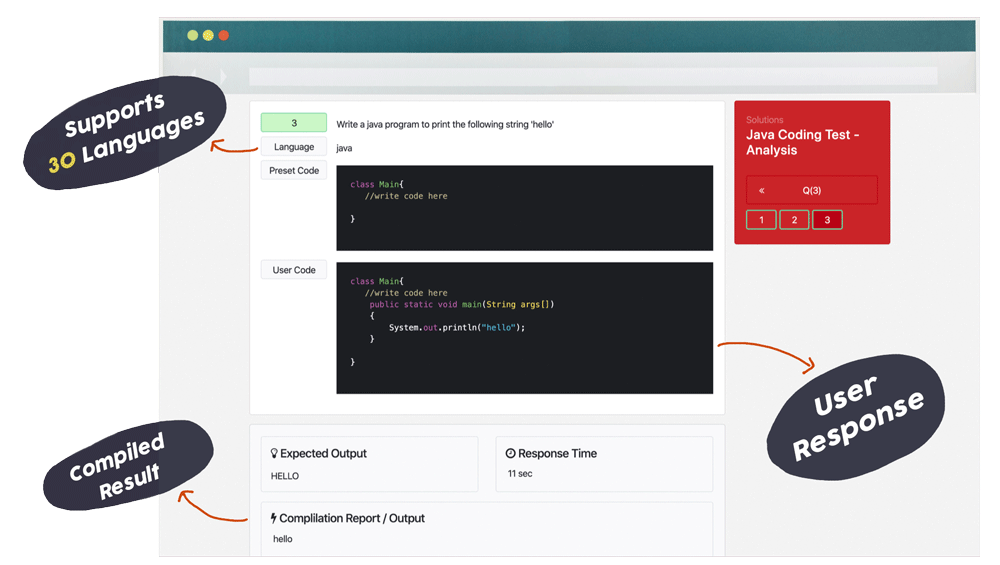 Supports
30 Languages
3
Write a java program to print the following string 'hello'
Language
java
Preset Code
class Main{
//write code here
}
User Code
class Main{
//write code here
public static void main(String args[])
{
System.out.println("hello");
}
}
Solutions
Java Coding Test -
Analysis
« Q(3)
1 2 3
User
Response
Compiled
Result
Expected Output
HELLO
Response Time
11 sec
Complilation Report / Output
hello